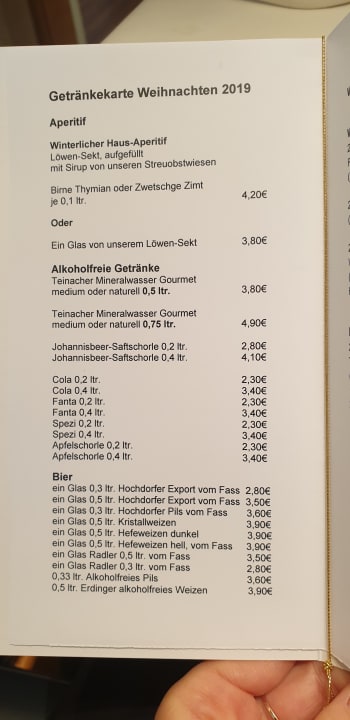 Getränkekarte Weihnachten 2019
Aperitif
Winterlicher Haus-Aperitif
Löwen-Sekt, aufgefüllt
mit Sirup von unseren Streuobstwiesen
Birne Thymian oder Zwetschge Zimt
je 0,1 ltr. 4,20€
Oder
Ein Glas von unserem Löwen-Sekt 3,80€
Alkoholfreie Getränke
Teinacher Mineralwasser Gourmet
medium oder naturell 0,5 ltr. 3,80€
Teinacher Mineralwasser Gourmet
medium oder naturell 0,75 ltr. 4,90€
Johannisbeer-Saftschorle 0,2 ltr. 2,80€
Johannisbeer-Saftschorle 0,4 ltr. 4,10€
Cola 0,2 ltr. 2,30€
Cola 0,4 ltr. 3,40€
Fanta 0,2 ltr. 2,30€
Fanta 0,4 ltr. 3,40€
Spezi 0,2 ltr. 2,30€
Spezi 0,4 ltr. 3,40€
Apfelschorle 0,2 ltr. 2,30€
Apfelschorle 0,4 ltr. 3,40€
Bier
ein Glas 0,3 ltr. Hochdorfer Export vom Fass 2,80€
ein Glas 0,5 ltr. Hochdorfer Export vom Fass 3,50€
ein Glas 0,3 ltr. Hochdorfer Pils vom Fass 3,60€
ein Glas 0,5 ltr. Kristallweizen 3,90€
ein Glas 0,5 ltr. Hefeweizen dunkel 3,90€
ein Glas 0,5 ltr. Hefeweizen hell, vom Fass 3,90€
ein Glas Radler 0,5 ltr. vom Fass 3,50€
ein Glas Radler 0,3 ltr. vom Fass 2,80€
0,33 ltr. Alkoholfreies Pils 3,60€
0,5 ltr. Erdinger alkoholfreies Weizen 3,90€